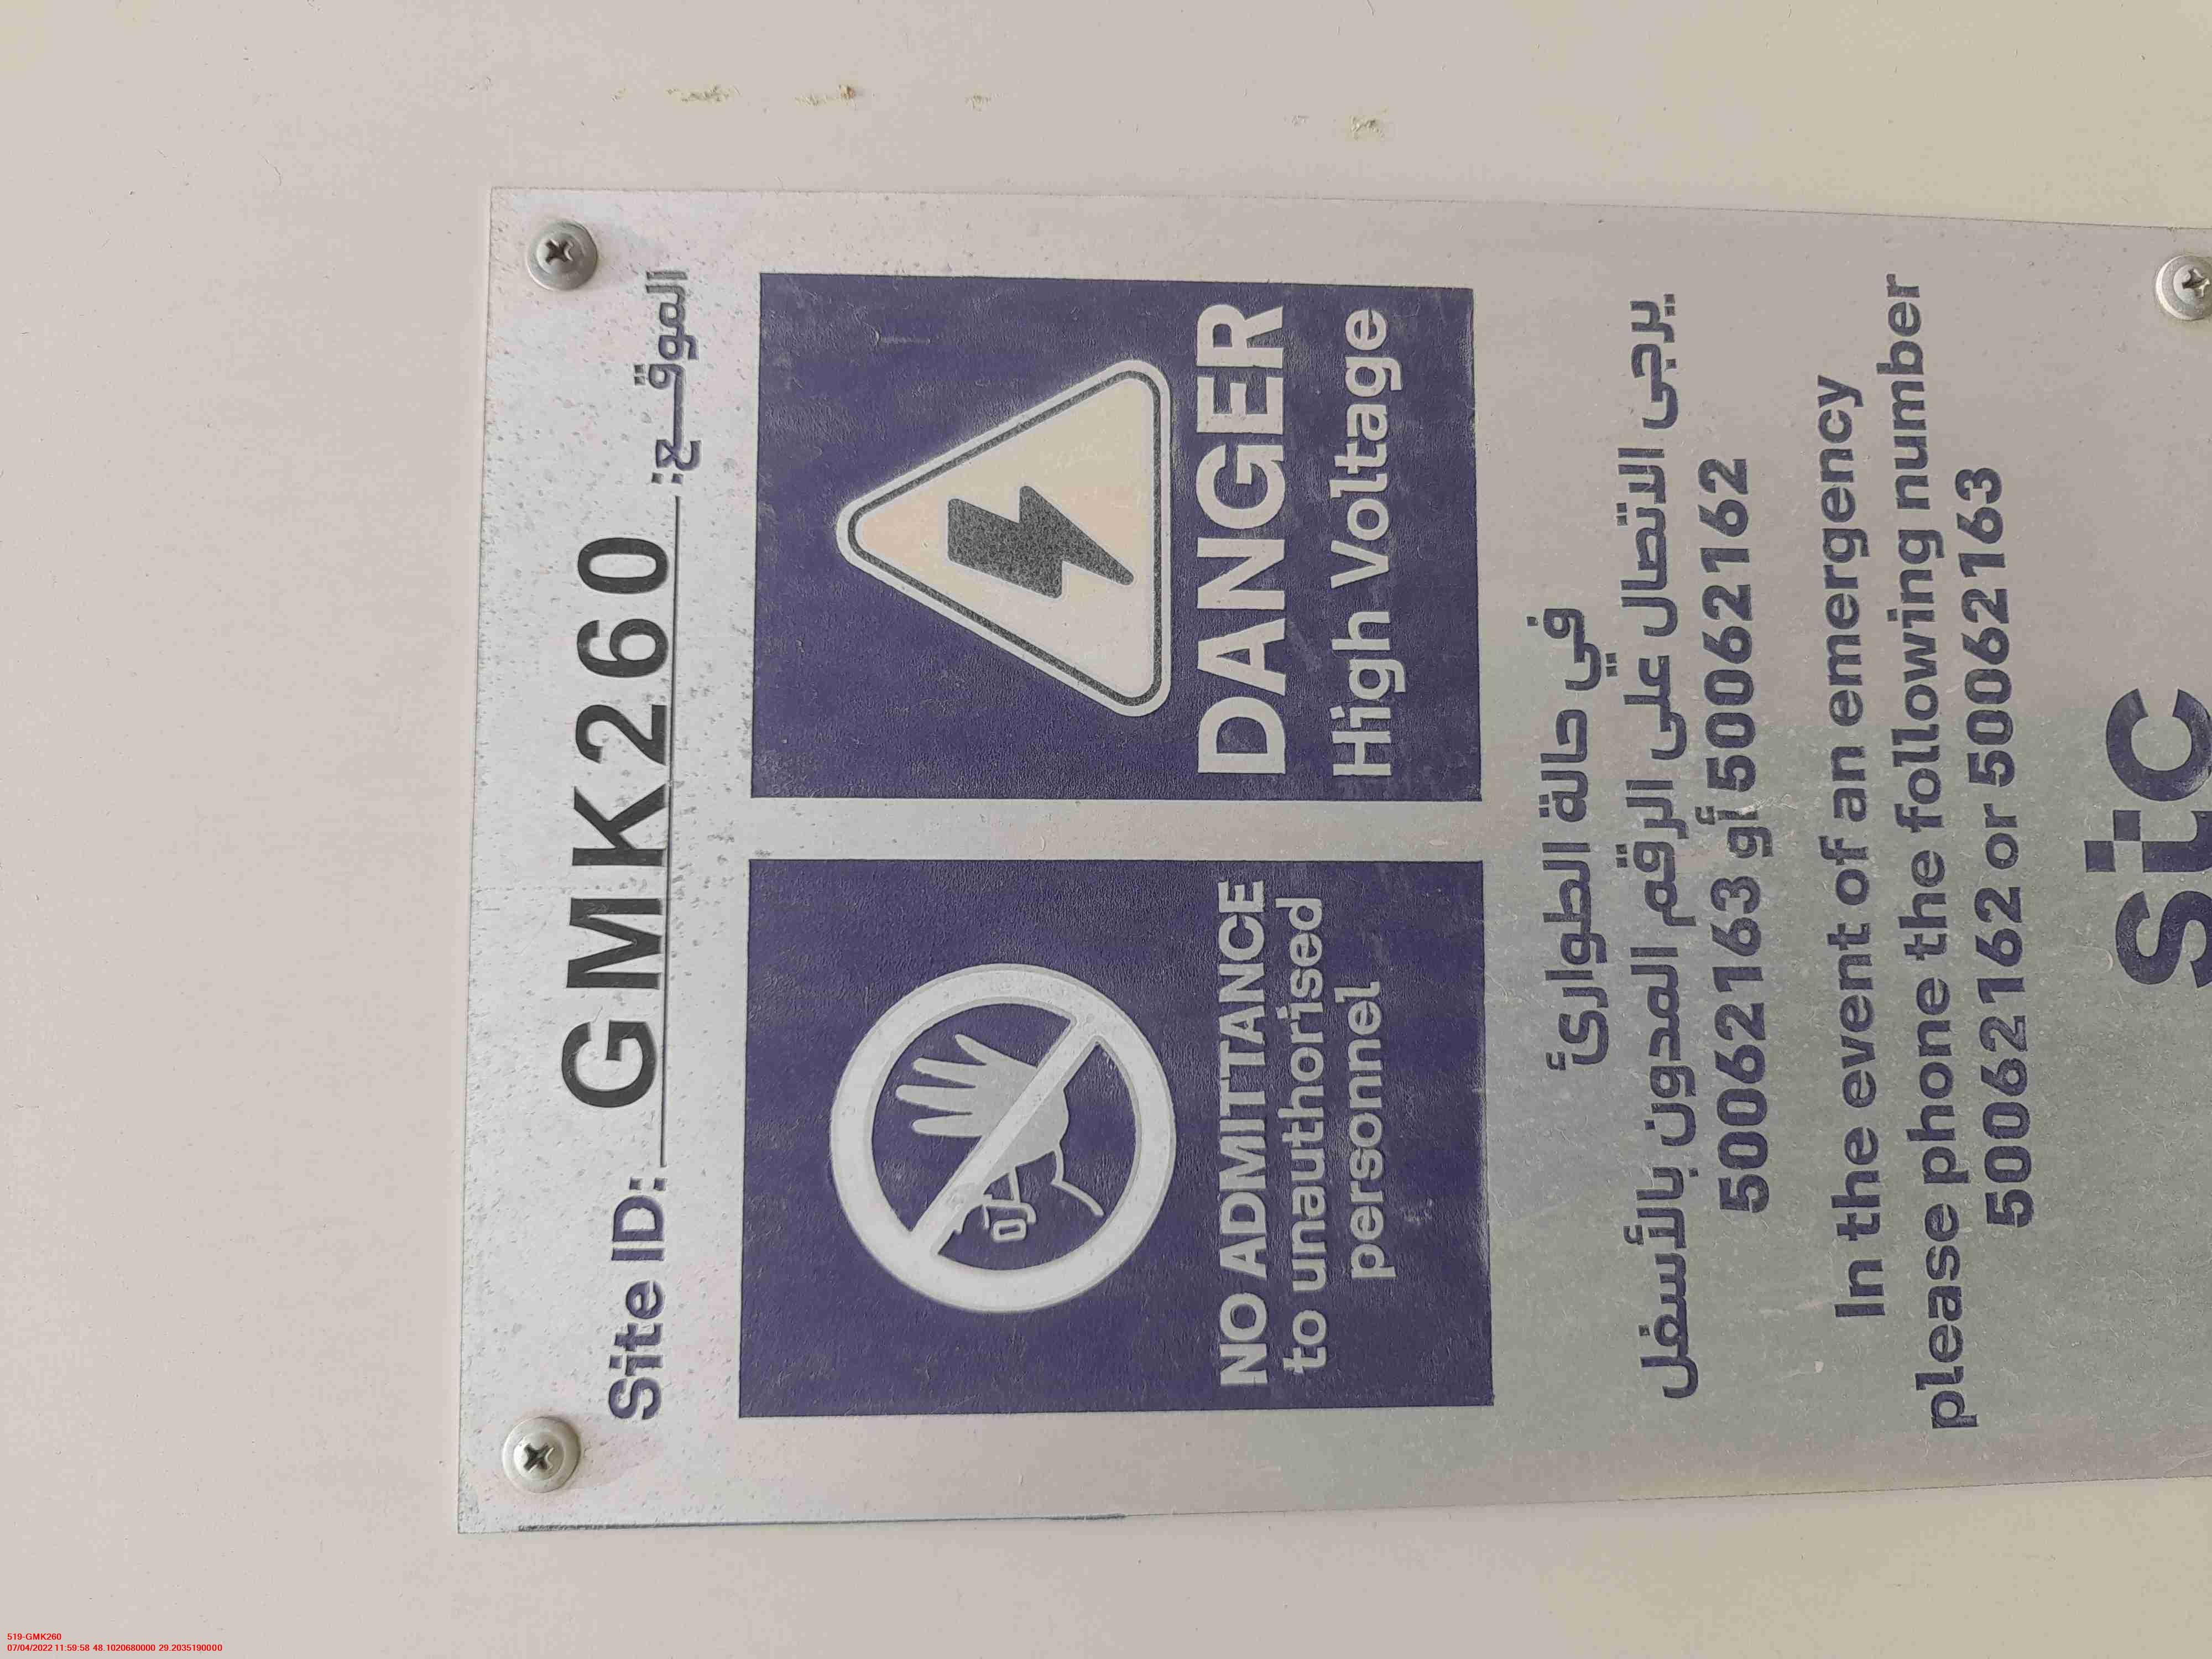 Site ID: GMK260 الموقع:
NO ADMITTANCE
to unauthorised
personnel
DANGER
High Voltage
في حالة الطوارئ
يرجى الاتصال على الرقم المدون بالأسفل
50062162 أو 50062163
In the event of an emergency
please phone the following number
50062162 or 50062163
stc
519-GMK260
07/04/2022 11:59:58 48.1020680000 29.2035190000